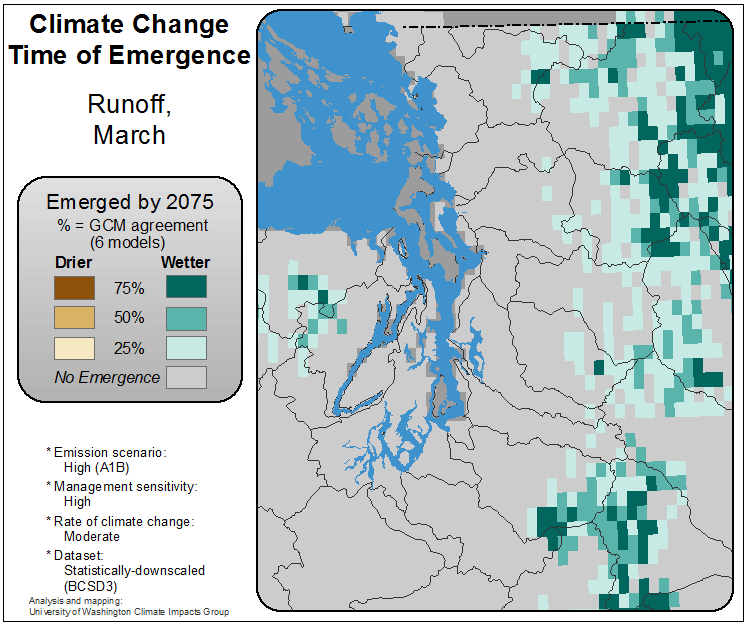 Climate Change
Time of Emergence
Runoff,
March
Emerged by 2075
% = GCM agreement
(6 models)
Drier Wetter
75%
50%
25%
No Emergence
* Emission scenario:
High (A1B)
* Management sensitivity:
High
* Rate of climate change:
Moderate
* Dataset:
Statistically-downscaled
(BCSD3)
Analysis and mapping:
University of Washington Climate Impacts Group